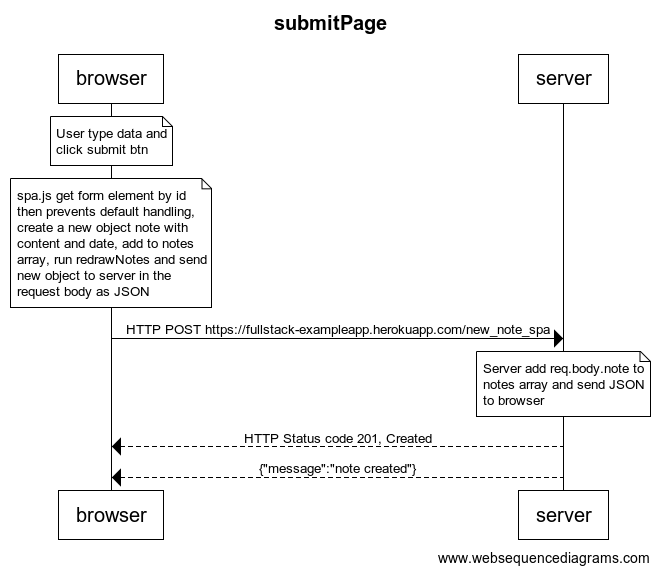 submitPage
browser
server
User type data and
click submit btn
spa.js get form element by id
then prevents default handling,
create a new object note with
content and date, add to notes
array, run redrawNotes and send
new object to server in the
request body as JSON
HTTP POST https://fullstack-exampleapp.herokuapp.com/new_note_spa
Server add req.body.note to
notes array and send JSON
to browser
HTTP Status code 201, Created
{"message":"note created"}
browser
server
www.websequencediagrams.com